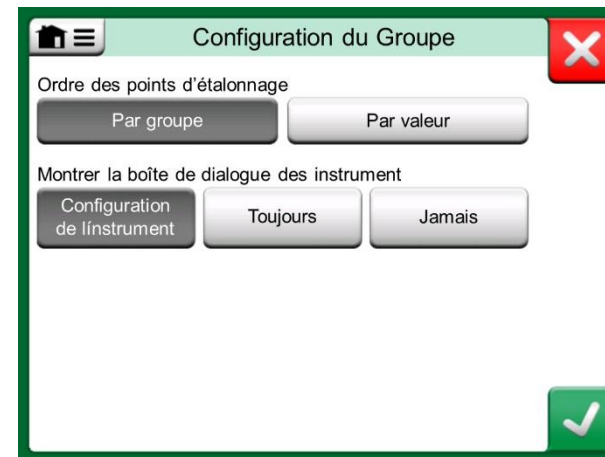 Configuration du Groupe
Ordre des points d'étalonnage
Par groupe
Par valeur
Montrer la boîte de dialogue des instrument
Configuration
de línstrument
Toujours
Jamais